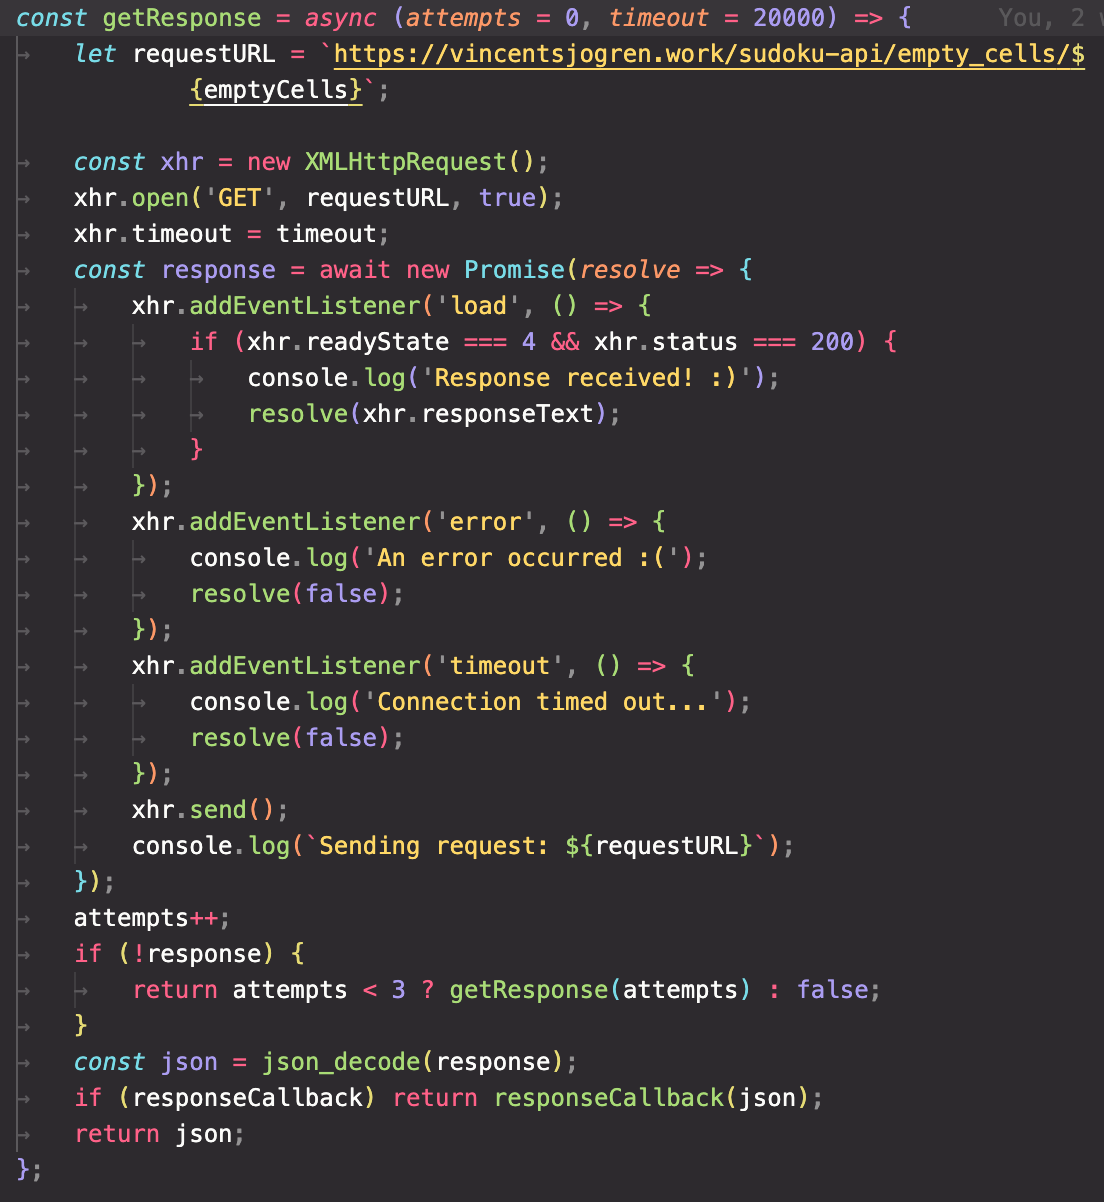 const getResponse = async (attempts = 0, timeout = 20000) => { You, 2
let requestURL = `https://vincentsjogren.work/sudoku-api/empty_cells/$
{emptyCells}`;
const xhr = new XMLHttpRequest();
xhr.open('GET', requestURL, true);
xhr.timeout = timeout;
const response = await new Promise(resolve => {
xhr.addEventListener('load', () => {
if (xhr.readyState === 4 && xhr.status === 200) {
console.log('Response received! :)');
resolve(xhr.responseText);
}
});
xhr.addEventListener('error', () => {
console.log('An error occurred :(');
resolve(false);
});
xhr.addEventListener('timeout', () => {
console.log('Connection timed out...');
resolve(false);
});
xhr.send();
console.log(`Sending request: ${requestURL}`);
});
attempts++;
if (!response) {
return attempts < 3 ? getResponse(attempts) : false;
}
const json = json_decode(response);
if (responseCallback) return responseCallback(json);
return json;
};